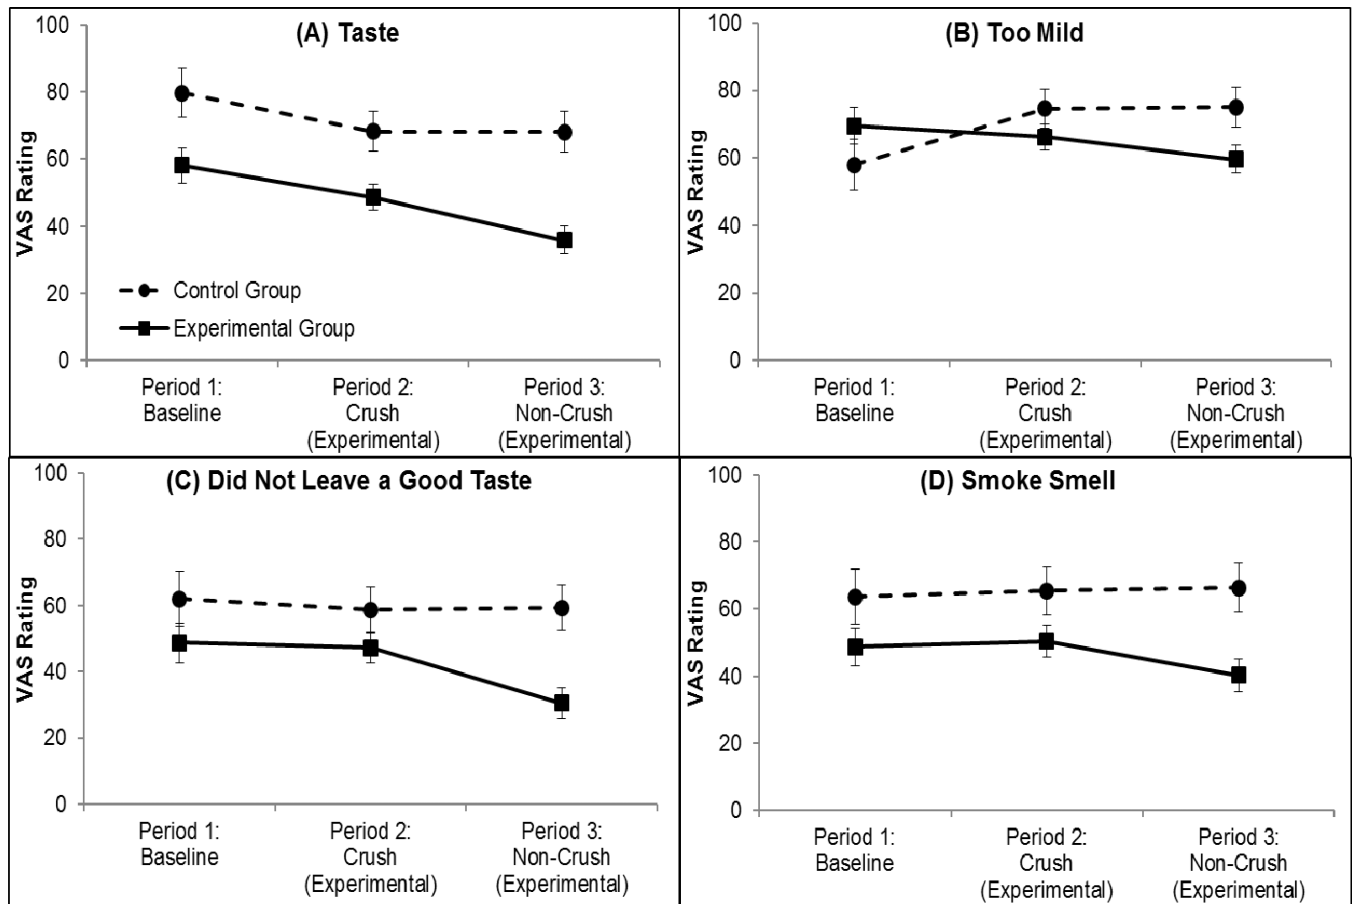 (A) Taste
VAS Rating
100
80
60
40
20
0
Control Group
Experimental Group
Period 1:
Baseline
Period 2:
Crush
(Experimental)
Period 3:
Non-Crush
(Experimental)
(B) Too Mild
VAS Rating
100
80
60
40
20
0
Period 1:
Baseline
Period 2:
Crush
(Experimental)
Period 3:
Non-Crush
(Experimental)
(C) Did Not Leave a Good Taste
VAS Rating
100
80
60
40
20
0
Period 1:
Baseline
Period 2:
Crush
(Experimental)
Period 3:
Non-Crush
(Experimental)
(D) Smoke Smell
VAS Rating
100
80
60
40
20
0
Period 1:
Baseline
Period 2:
Crush
(Experimental)
Period 3:
Non-Crush
(Experimental)